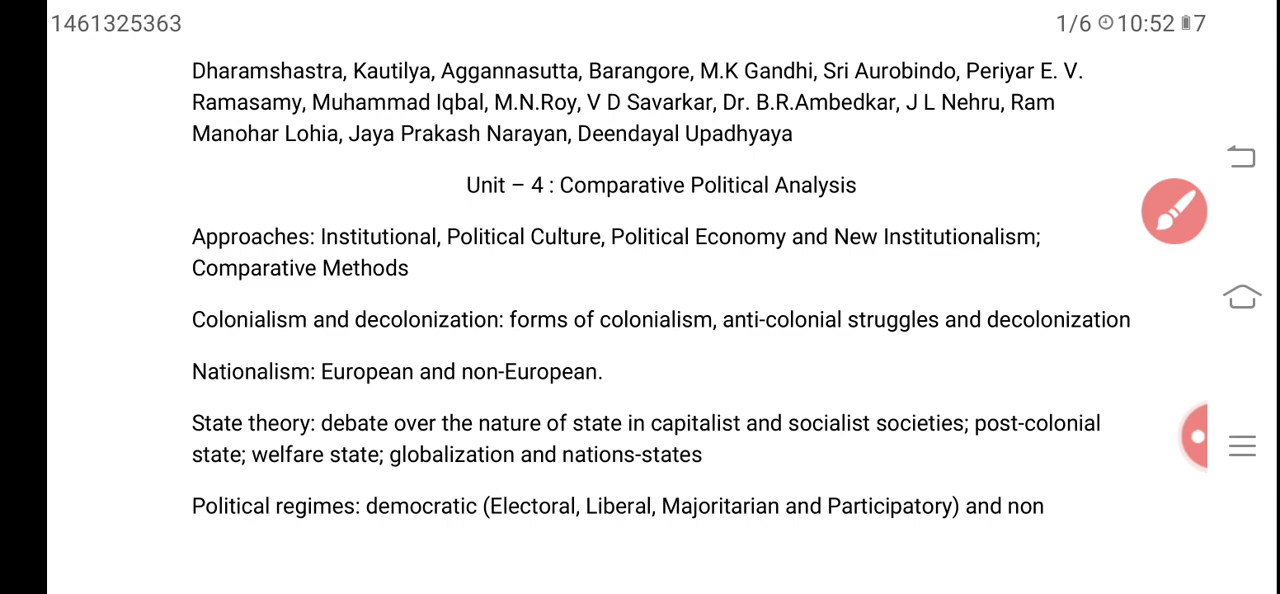 1461325363
1/6 10:52 7
Dharamshastra, Kautilya, Aggannasutta, Barangore, M.K Gandhi, Sri Aurobindo, Periyar E. V.
Ramasamy, Muhammad Iqbal, M.N.Roy, V D Savarkar, Dr. B.R.Ambedkar, J L Nehru, Ram
Manohar Lohia, Jaya Prakash Narayan, Deendayal Upadhyaya
Unit – 4 : Comparative Political Analysis
Approaches: Institutional, Political Culture, Political Economy and New Institutionalism;
Comparative Methods
Colonialism and decolonization: forms of colonialism, anti-colonial struggles and decolonization
Nationalism: European and non-European.
State theory: debate over the nature of state in capitalist and socialist societies; post-colonial
state; welfare state; globalization and nations-states
Political regimes: democratic (Electoral, Liberal, Majoritarian and Participatory) and non